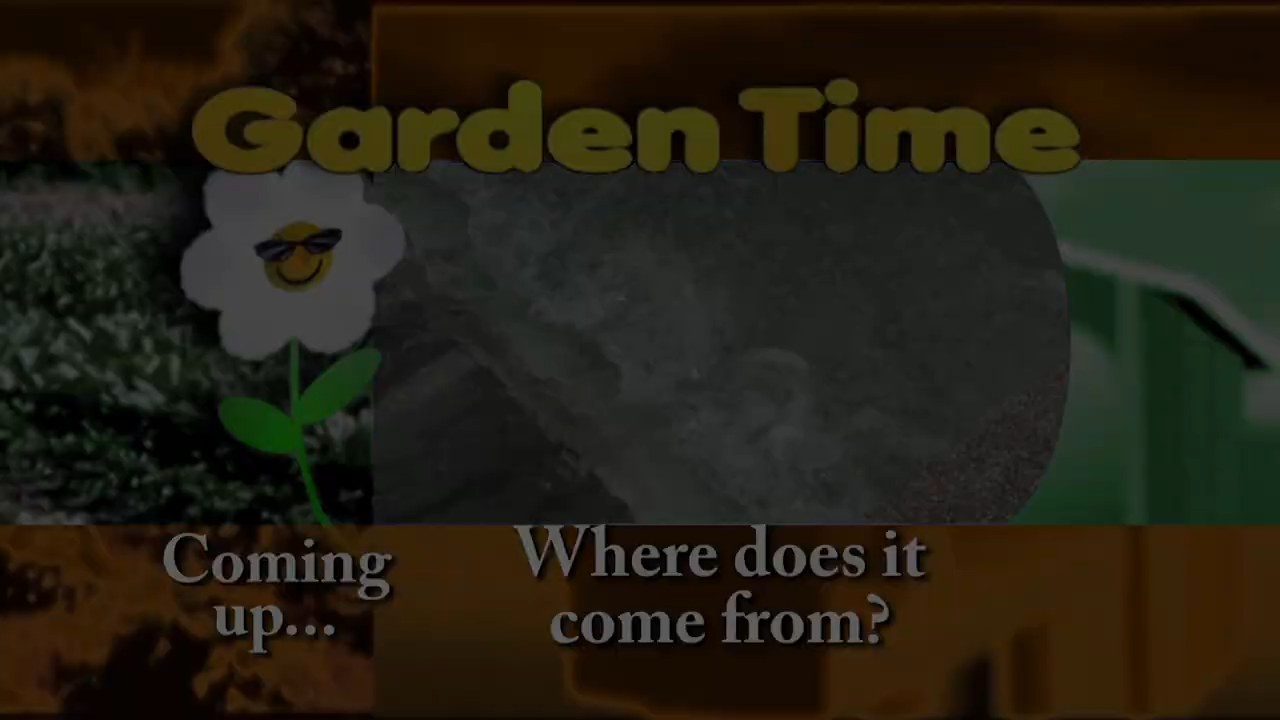 Garden Time
Coming
up...
Where does it
come from?